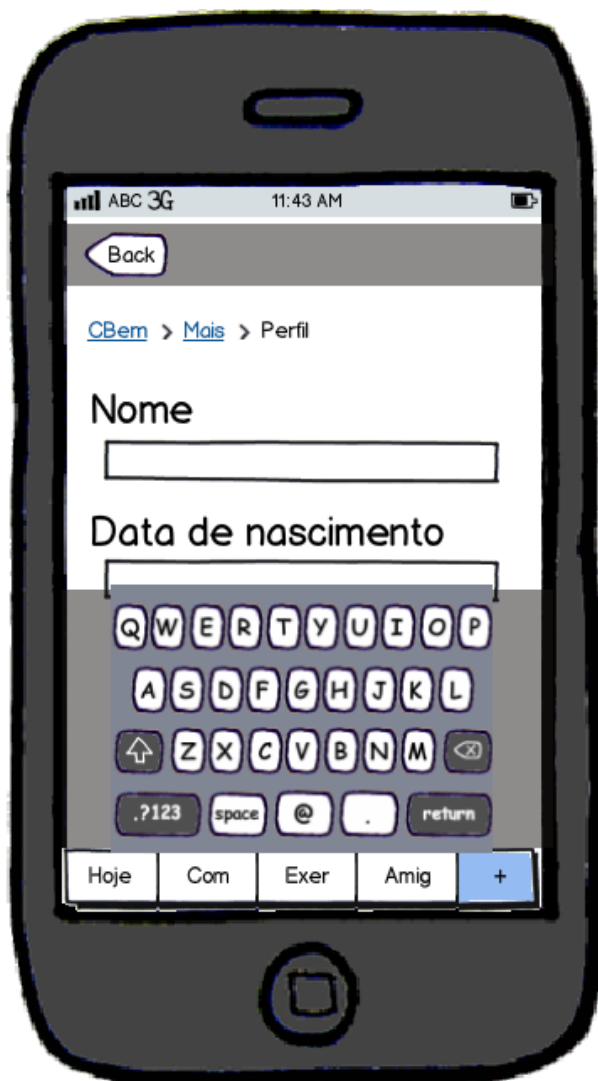 ABC 3G 11:43 AM
Back
CBem > Mais > Perfil
Nome
Data de nascimento
Q W E R T Y U I O P
A S D F G H J K L
Z X C V B N M
.?123 space @ . return
Hoje Com Exer Amig +